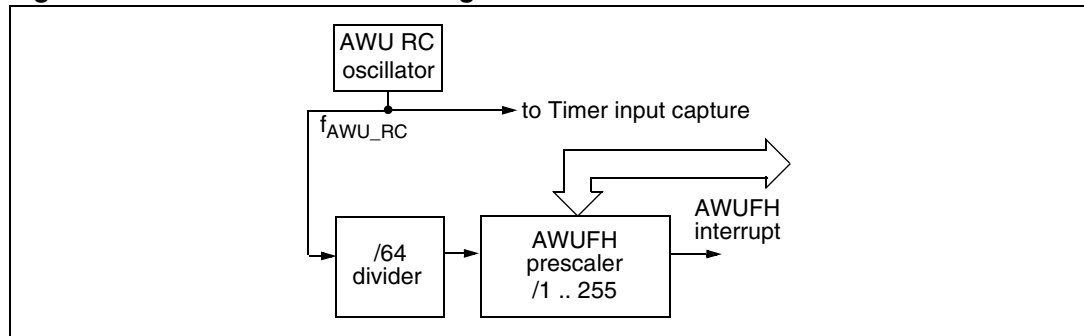 AWU RC
oscillator
to Timer input capture
fAWU_RC
AWUFH
interrupt
/64
divider
AWUFH
prescaler
/1 .. 255